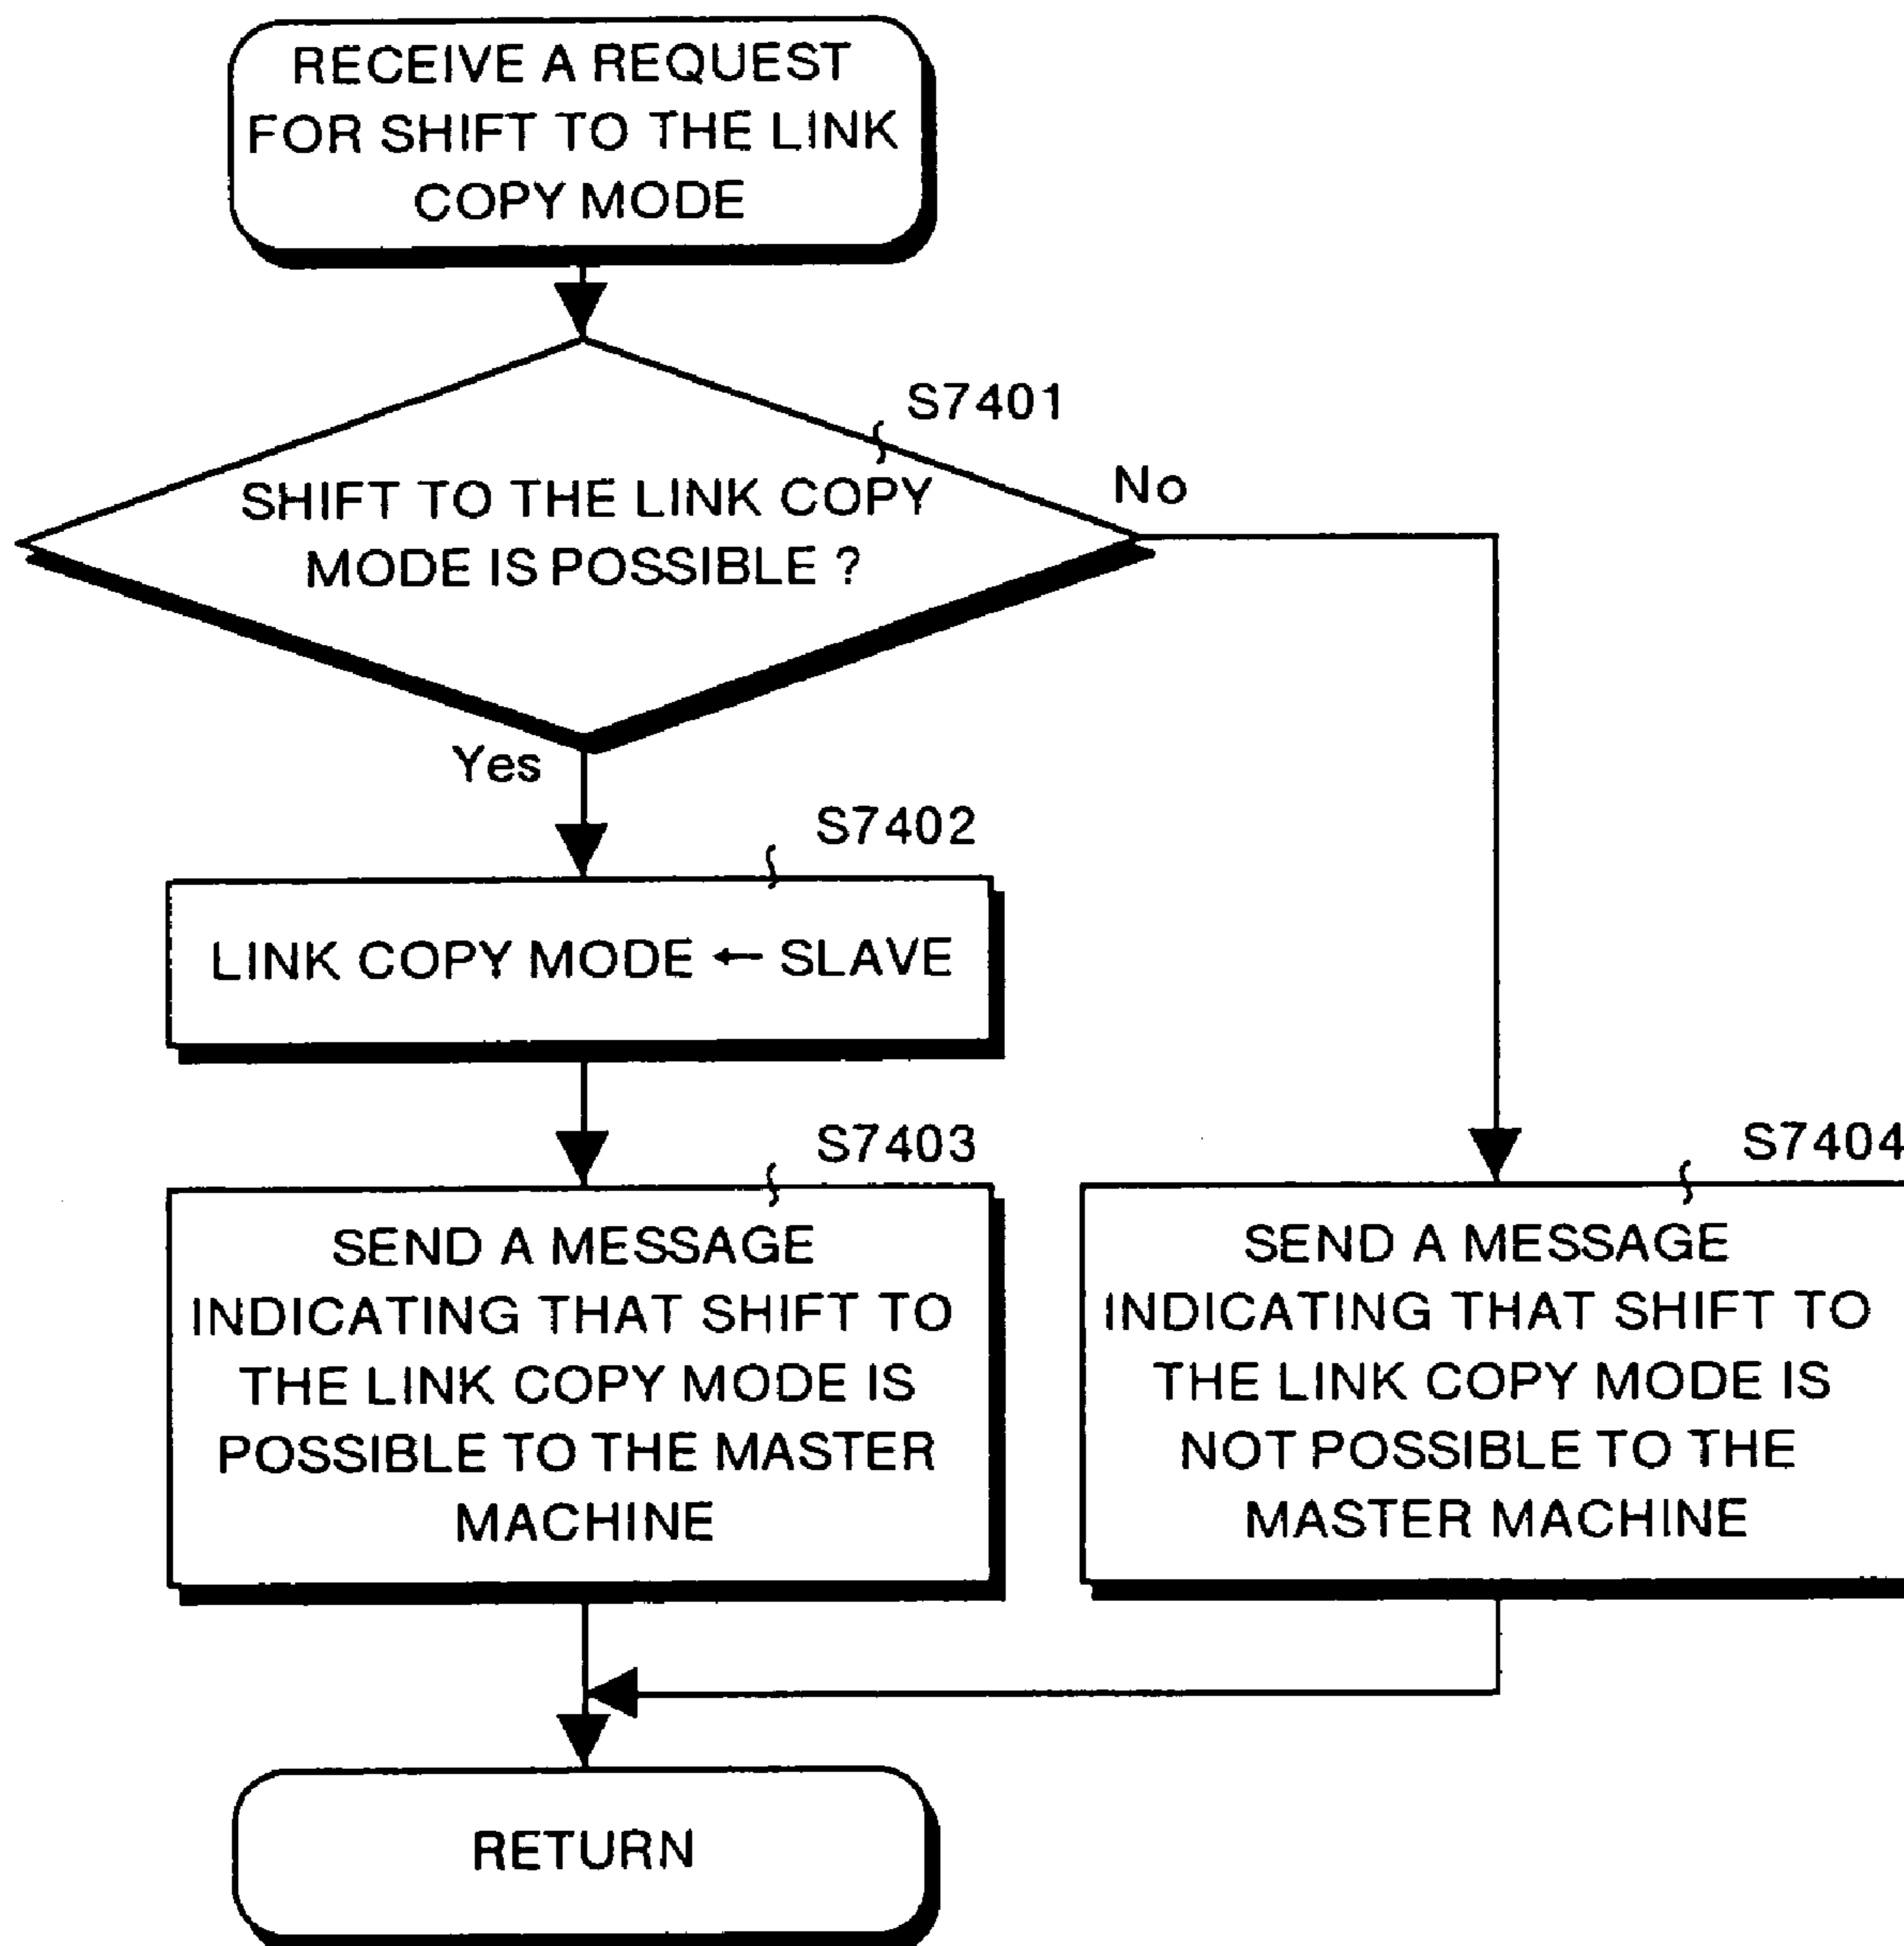 RECEIVE A REQUEST
FOR SHIFT TO THE LINK
COPY MODE
S7401
SHIFT TO THE LINK COPY
MODE IS POSSIBLE ?
No
Yes
S7402
LINK COPY MODE ← SLAVE
S7403
SEND A MESSAGE
INDICATING THAT SHIFT TO
THE LINK COPY MODE IS
POSSIBLE TO THE MASTER
MACHINE
S7404
SEND A MESSAGE
INDICATING THAT SHIFT TO
THE LINK COPY MODE IS
NOT POSSIBLE TO THE
MASTER MACHINE
RETURN